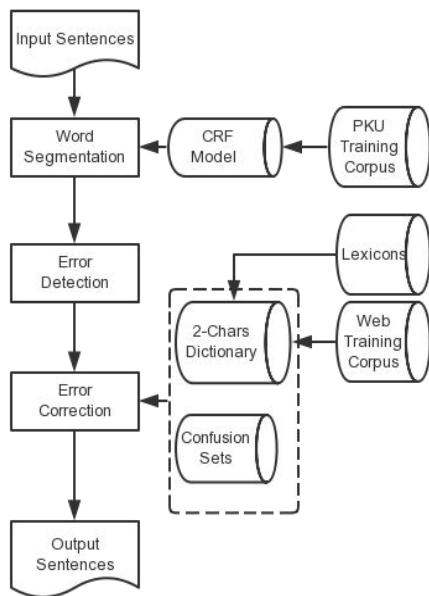 Input Sentences
Word
Segmentation
CRF
Model
PKU
Training
Corpus
Lexicons
Error
Detection
2-Chars
Dictionary
Web
Training
Corpus
Error
Correction
Confusion
Sets
Output
Sentences